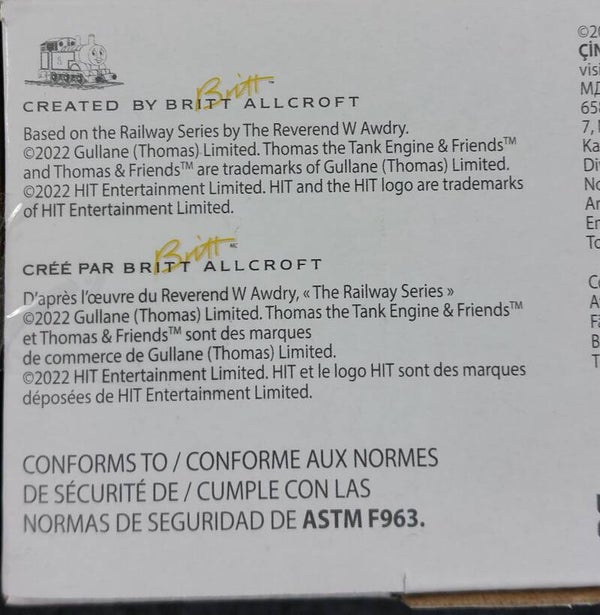 Britt™
CREATED BY BRITT ALLCROFT
Based on the Railway Series by The Reverend W Awdry.
©2022 Gullane (Thomas) Limited. Thomas the Tank Engine & Friends™
and Thomas & Friends™ are trademarks of Gullane (Thomas) Limited.
©2022 HIT Entertainment Limited. HIT and the HIT logo are trademarks
of HIT Entertainment Limited.
Britt MC
CRÉÉ PAR BRITT ALLCROFT
D'après l'œuvre du Reverend W Awdry, « The Railway Series »
©2022 Gullane (Thomas) Limited. Thomas the Tank Engine & Friends™
et Thomas & Friends™ sont des marques
de commerce de Gullane (Thomas) Limited.
©2022 HIT Entertainment Limited. HIT et le logo HIT sont des marques
déposées de HIT Entertainment Limited.
CONFORMS TO / CONFORME AUX NORMES
DE SÉCURITÉ DE / CUMPLE CON LAS
NORMAS DE SEGURIDAD DE ASTM F963.